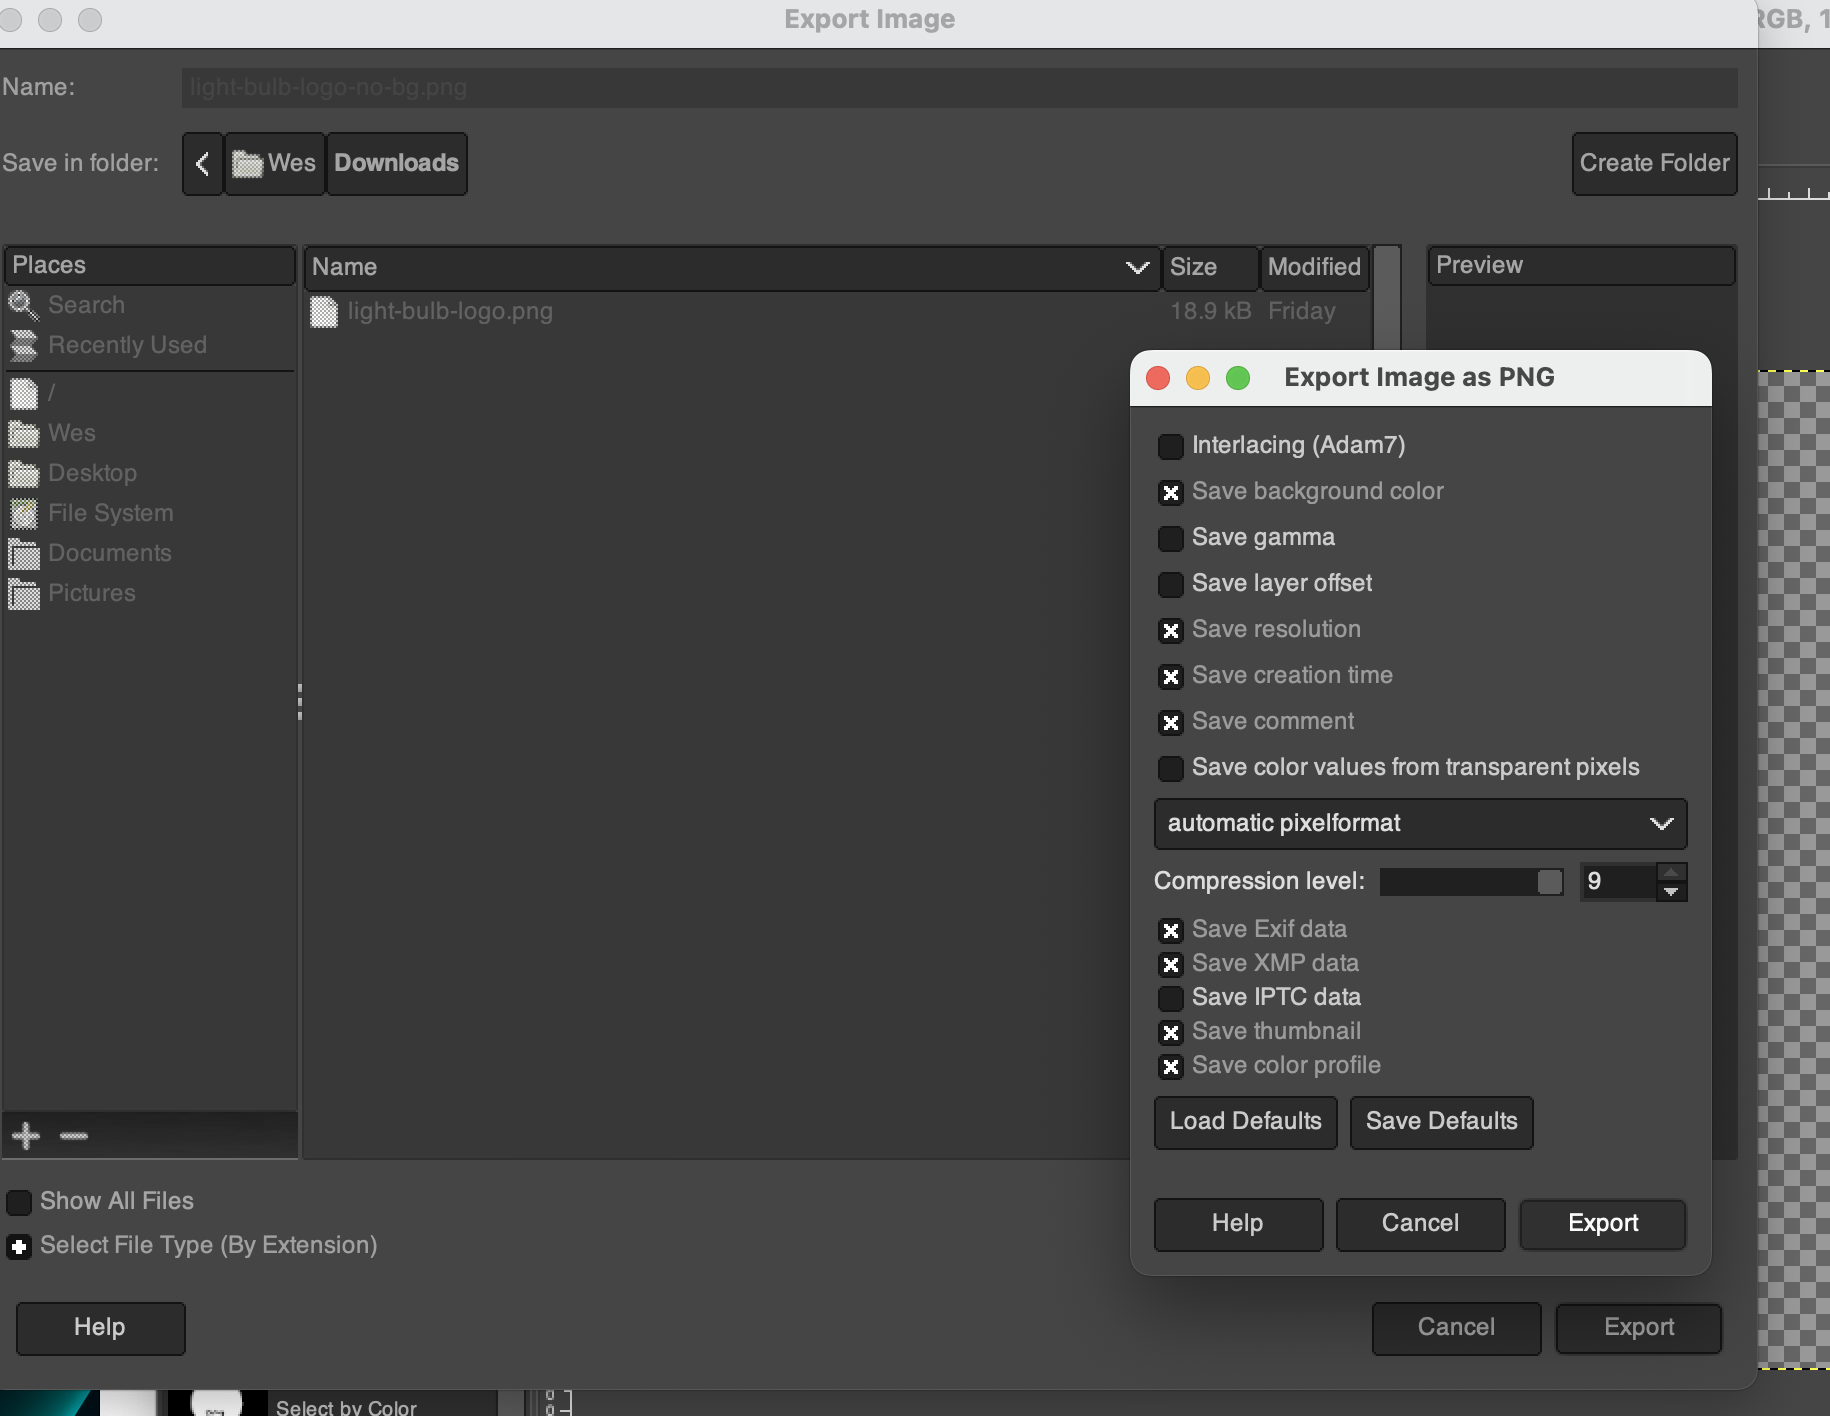 Export Image
RGB, 1
Name:
light-bulb-logo-no-bg.png
Save in folder:
Wes
Downloads
Create Folder
Places
Search
Recently Used
/
Wes
Desktop
File System
Documents
Pictures
Name
Size
Modified
light-bulb-logo.png
18.9 kB
Friday
Preview
Export Image as PNG
Interlacing (Adam7)
Save background color
Save gamma
Save layer offset
Save resolution
Save creation time
Save comment
Save color values from transparent pixels
automatic pixelformat
Compression level:
9
Save Exif data
Save XMP data
Save IPTC data
Save thumbnail
Save color profile
Load Defaults
Save Defaults
Help
Cancel
Export
Show All Files
Select File Type (By Extension)
Help
Cancel
Export
Select by Color